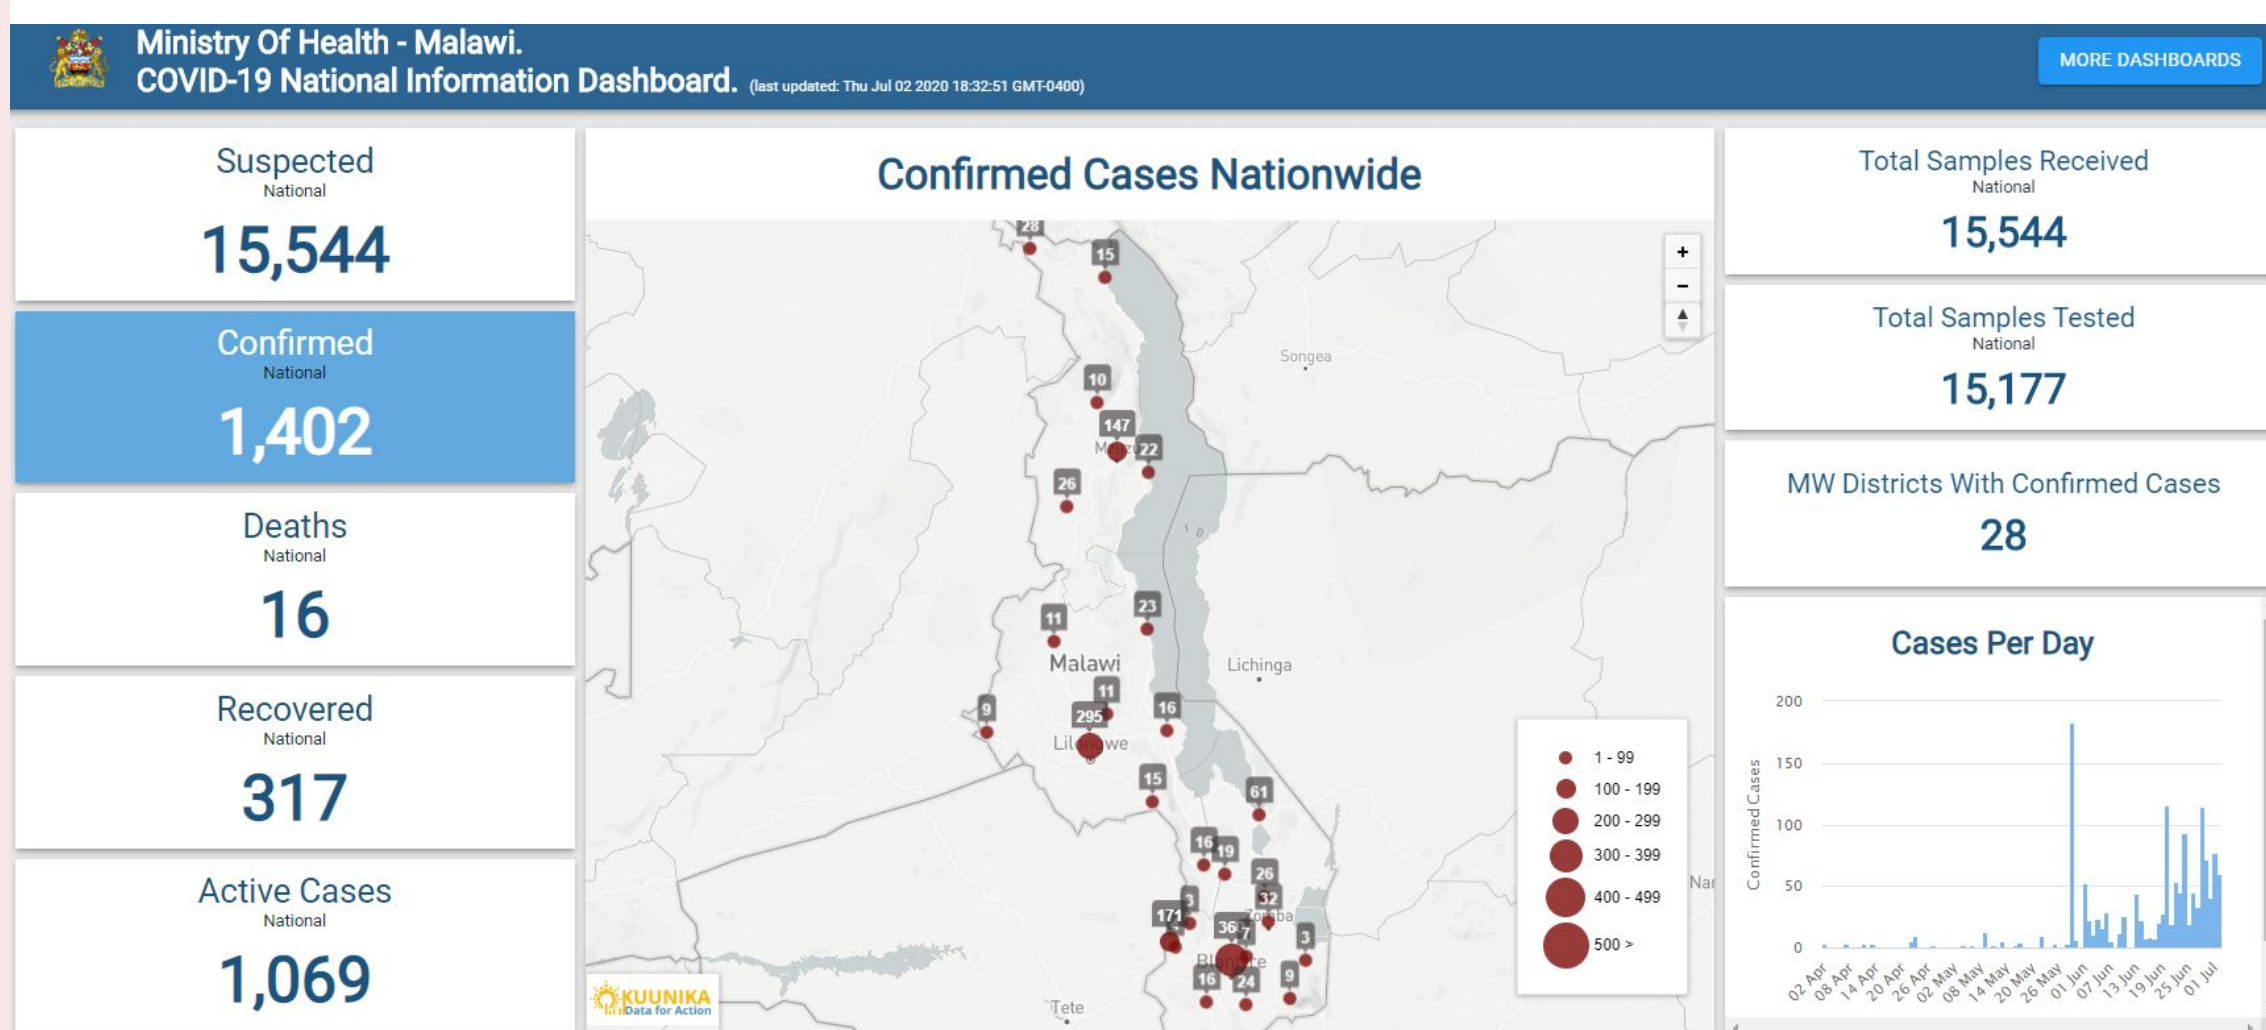 Ministry Of Health - Malawi.
COVID-19 National Information Dashboard. (last updated: Thu Jul 02 2020 18:32:51 GMT-0400)
MORE DASHBOARDS
Suspected
National
15,544
Confirmed
National
1,402
Deaths
National
16
Recovered
National
317
Active Cases
National
1,069
Confirmed Cases Nationwide
28
15
+
-
Songea
10
147
22
26
11
23
Malawi
Lichinga
11
9
295
16
Lilongwe
15
61
16
19
26
3
32
171
Zomba
7
3
Blantyre
16
24
9
Tete
KUUNIKA
Data for Action
1 - 99
100 - 199
200 - 299
300 - 399
400 - 499
500 >
Total Samples Received
National
15,544
Total Samples Tested
National
15,177
MW Districts With Confirmed Cases
28
Cases Per Day
Confirmed Cases
200
150
100
50
0
02 Apr
08 Apr
14 Apr
20 Apr
26 Apr
02 May
08 May
14 May
20 May
26 May
01 Jun
07 Jun
13 Jun
19 Jun
25 Jun
01 Jul